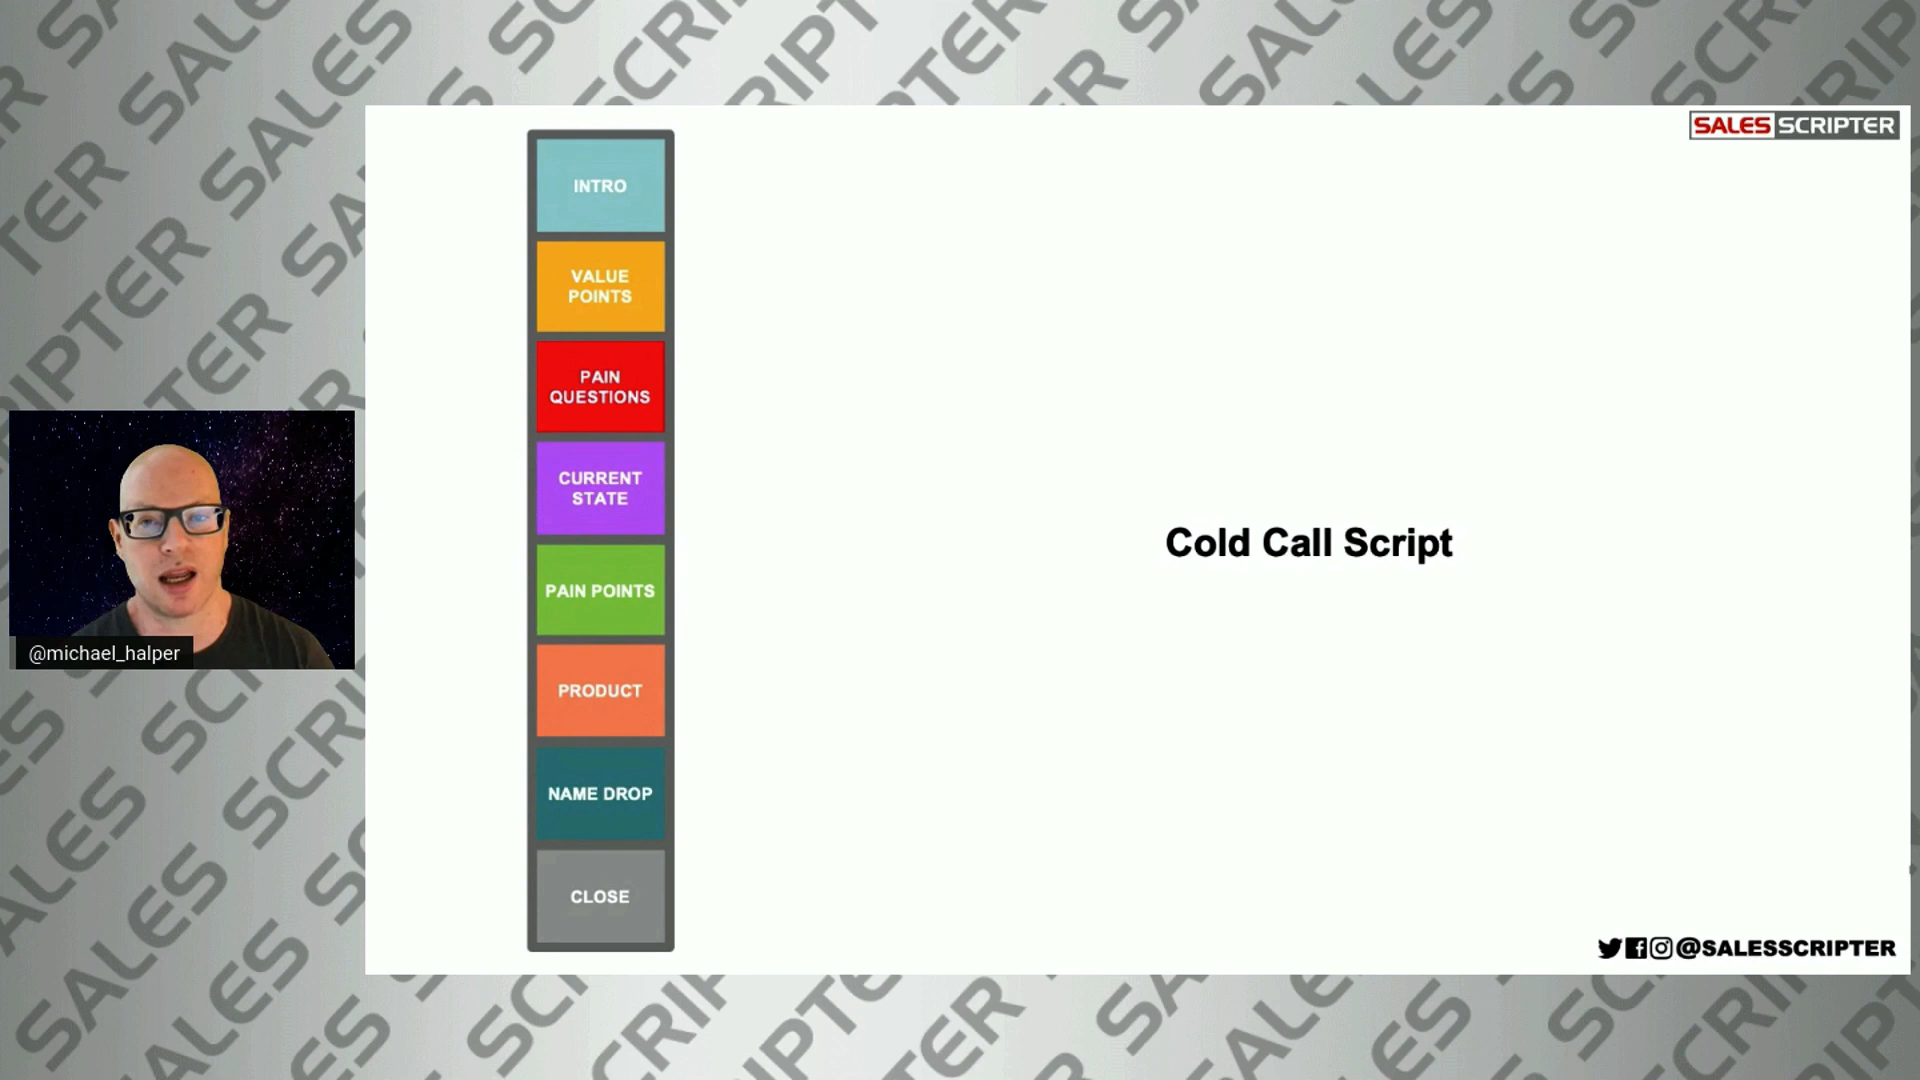 SALES SCRIPTER
INTRO
VALUE
POINTS
PAIN
QUESTIONS
CURRENT
STATE
PAIN POINTS
PRODUCT
NAME DROP
CLOSE
Cold Call Script
@michael_halper
@SALESSCRIPTER